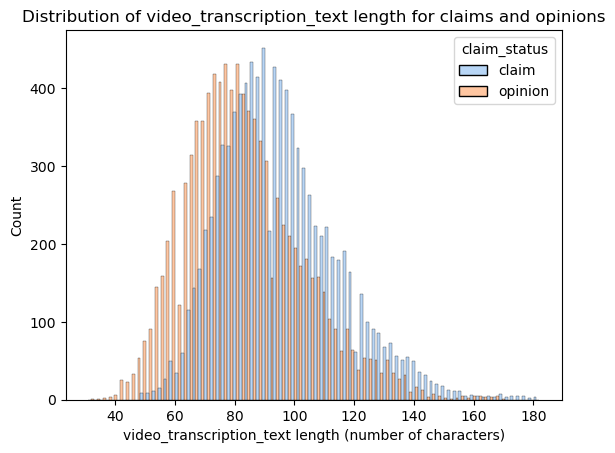 Distribution of video_transcription_text length for claims and opinions
claim_status
claim
opinion
Count
400
300
200
100
0
40 60 80 100 120 140 160 180
video_transcription_text length (number of characters)